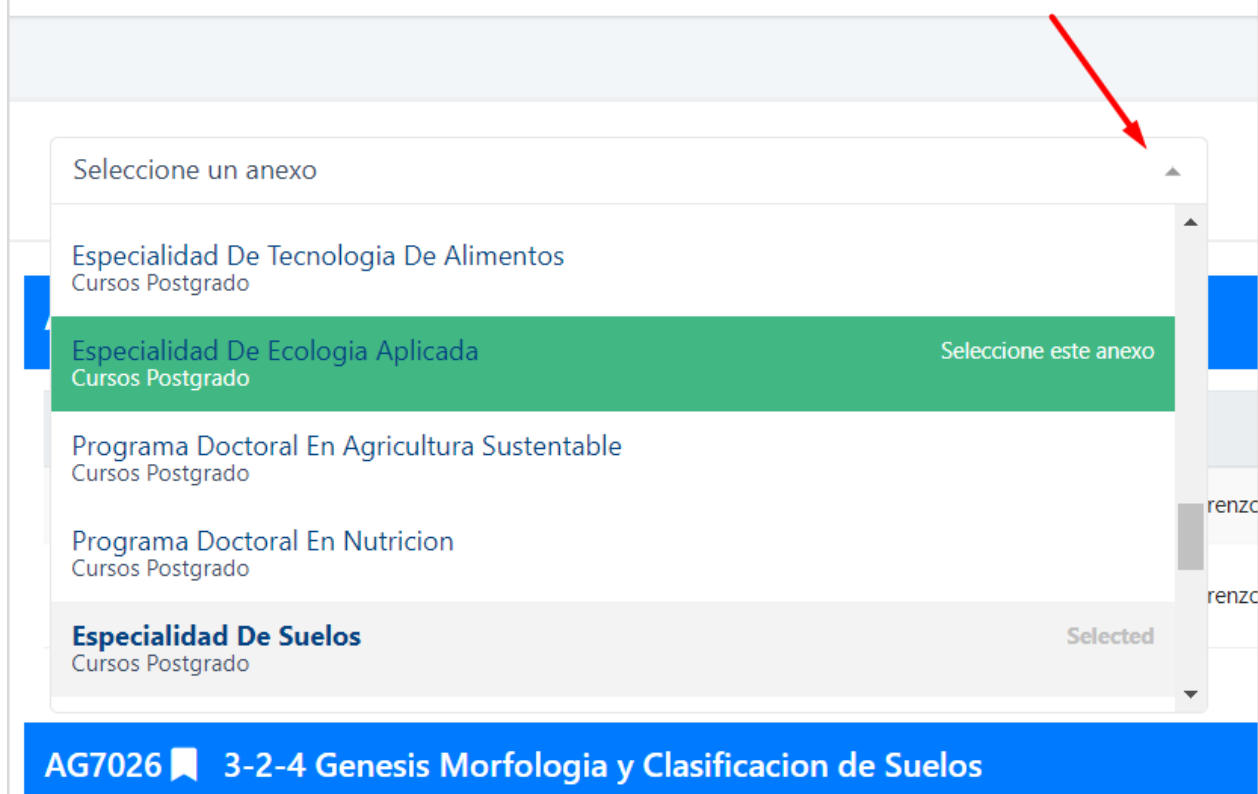 Seleccione un anexo
Especialidad De Tecnologia De Alimentos
Cursos Postgrado
Especialidad De Ecologia Aplicada Seleccione este anexo
Cursos Postgrado
Programa Doctoral En Agricultura Sustentable
Cursos Postgrado
Programa Doctoral En Nutricion
Cursos Postgrado
Especialidad De Suelos Selected
Cursos Postgrado
AG7026 3-2-4 Genesis Morfologia y Clasificacion de Suelos